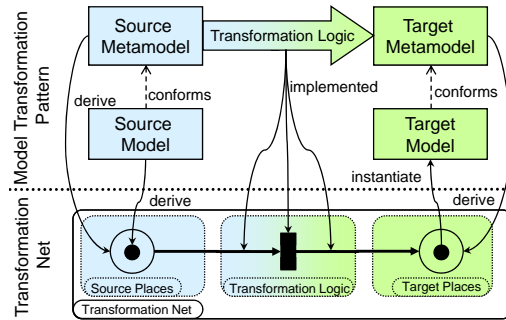 Model Transformation
Pattern
Source
Metamodel
Transformation Logic
Target
Metamodel
derive
conforms
implemented
conforms
Source
Model
Target
Model
instantiate
derive
derive
Transformation
Net
Source Places
Transformation Logic
Target Places
Transformation Net